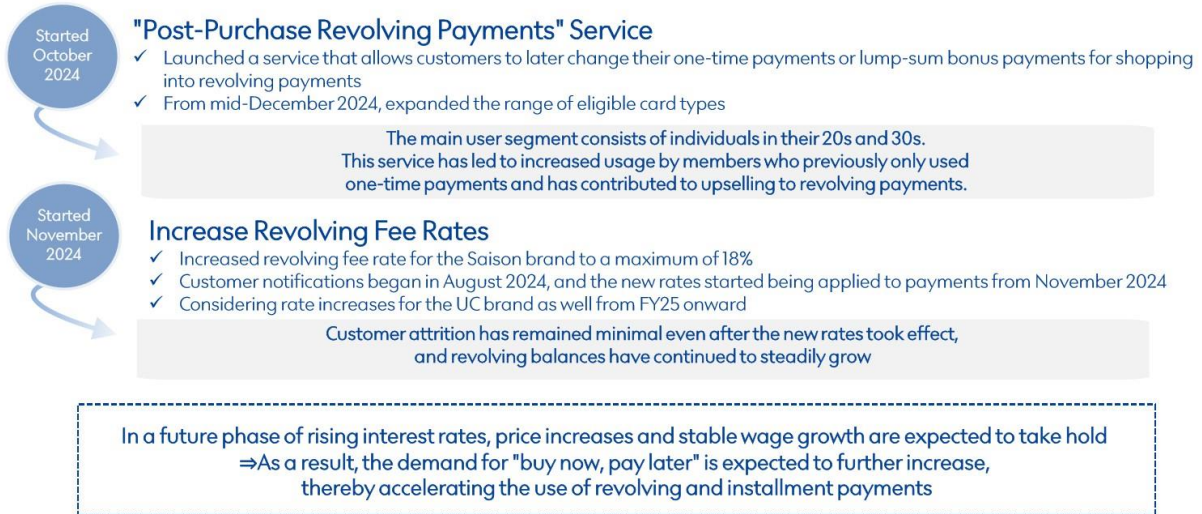 Started
October
2024
"Post-Purchase Revolving Payments" Service
✓ Launched a service that allows customers to later change their one-time payments or lump-sum bonus payments for shopping
into revolving payments
✓ From mid-December 2024, expanded the range of eligible card types
The main user segment consists of individuals in their 20s and 30s.
This service has led to increased usage by members who previously only used
one-time payments and has contributed to upselling to revolving payments.
Started
November
2024
Increase Revolving Fee Rates
✓ Increased revolving fee rate for the Saison brand to a maximum of 18%
✓ Customer notifications began in August 2024, and the new rates started being applied to payments from November 2024
✓ Considering rate increases for the UC brand as well from FY25 onward
Customer attrition has remained minimal even after the new rates took effect,
and revolving balances have continued to steadily grow
In a future phase of rising interest rates, price increases and stable wage growth are expected to take hold
⇒As a result, the demand for "buy now, pay later" is expected to further increase,
thereby accelerating the use of revolving and installment payments